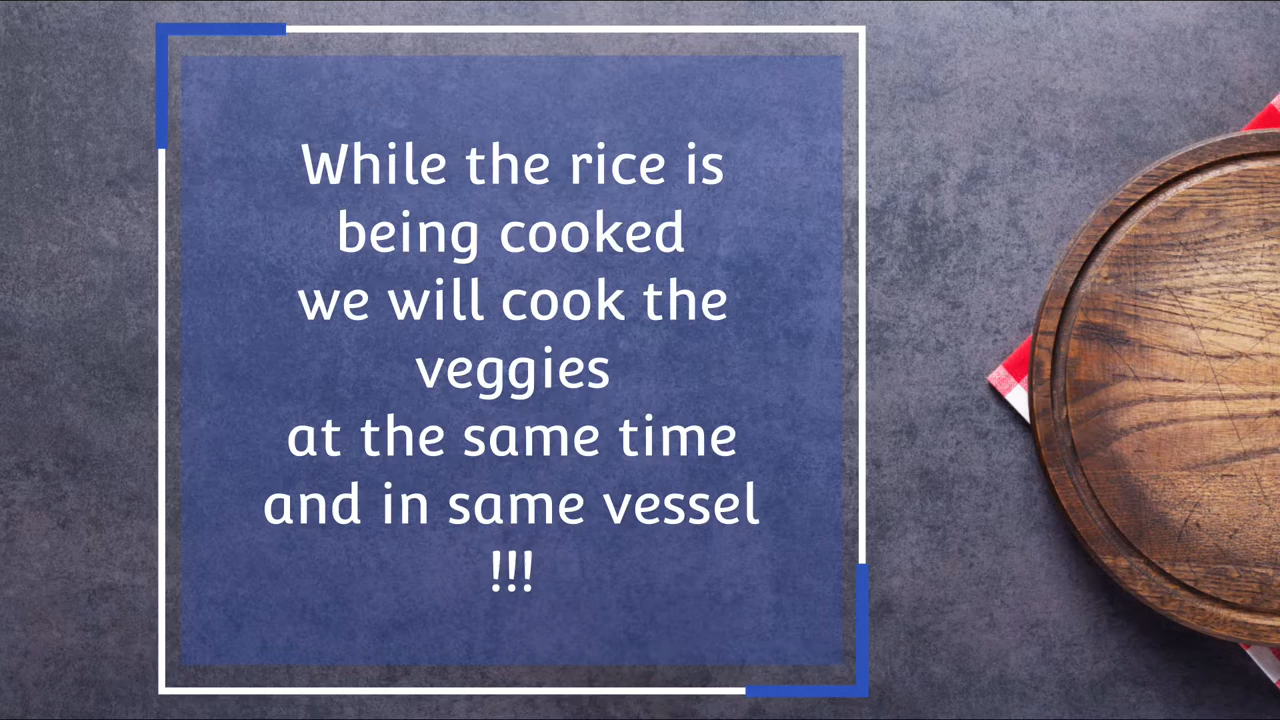 While the rice is
being cooked
we will cook the
veggies
at the same time
and in same vessel
!!!